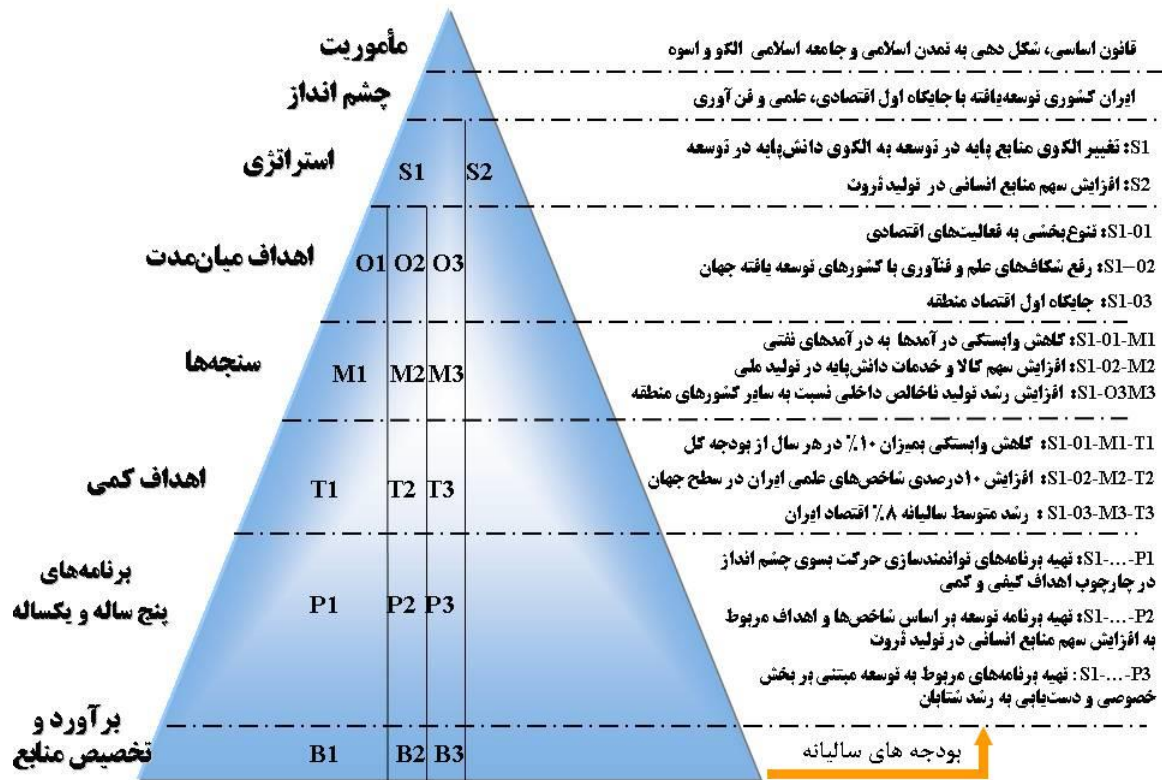 مأموریت
قانون اساسی، شکل دهی به تمدن اسلامی و جامعه اسلامی الگو و اسوه
چشم انداز
ایران کشوری توسعه‌یافته با جایگاه اول اقتصادی، علمی و فن‌آوری
استراتژی
S1 S2
S1: تغییر الگوی منابع پایه در توسعه به الگوی دانش‌پایه در توسعه
S2: افزایش سهم منابع انسانی در تولید ثروت
اهداف میان‌مدت
O1 O2 O3
S1-01: تنوع‌بخشی به فعالیت‌های اقتصادی
S1-02: رفع شکاف‌های علم و فنآوری با کشورهای توسعه یافته جهان
S1-03: جایگاه اول اقتصاد منطقه
سنجه‌ها
M1 M2 M3
S1-01-M1: کاهش وابستگی درآمدها به درآمدهای نفتی
S1-02-M2: افزایش سهم کالا و خدمات دانش‌پایه در تولید ملی
S1-O3M3: افزایش رشد تولید ناخالص داخلی نسبت به سایر کشورهای منطقه
اهداف کمی
T1 T2 T3
S1-01-M1-T1: کاهش وابستگی بمیزان ۱۰٪ در هر سال از بودجه کل
S1-02-M2-T2: افزایش ۱۰درصدی شاخص‌های علمی ایران در سطح جهان
S1-03-M3-T3 : رشد متوسط سالیانه ۸٪ اقتصاد ایران
برنامه‌های
پنج ساله و یکساله
P1 P2 P3
S1-...-P1: تهیه برنامه‌های توانمندسازی حرکت بسوی چشم انداز
در چارچوب اهداف کیفی و کمی
S1-...-P2: تهیه برنامه توسعه بر اساس شاخص‌ها و اهداف مربوط
به افزایش سهم منابع انسانی در تولید ثروت
S1-...-P3 : تهیه برنامه‌های مربوط به توسعه مبتنی بر بخش
خصوصی و دست‌یابی به رشد شتابان
برآورد و
تخصیص منابع
B1 B2 B3
بودجه های سالیانه